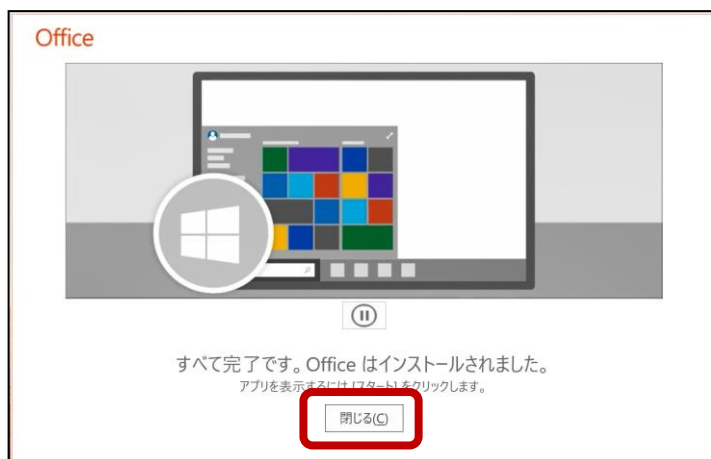 Office
すべて完了です。Office はインストールされました。
アプリを表示するには [スタート] をクリックします。
閉じる(C)